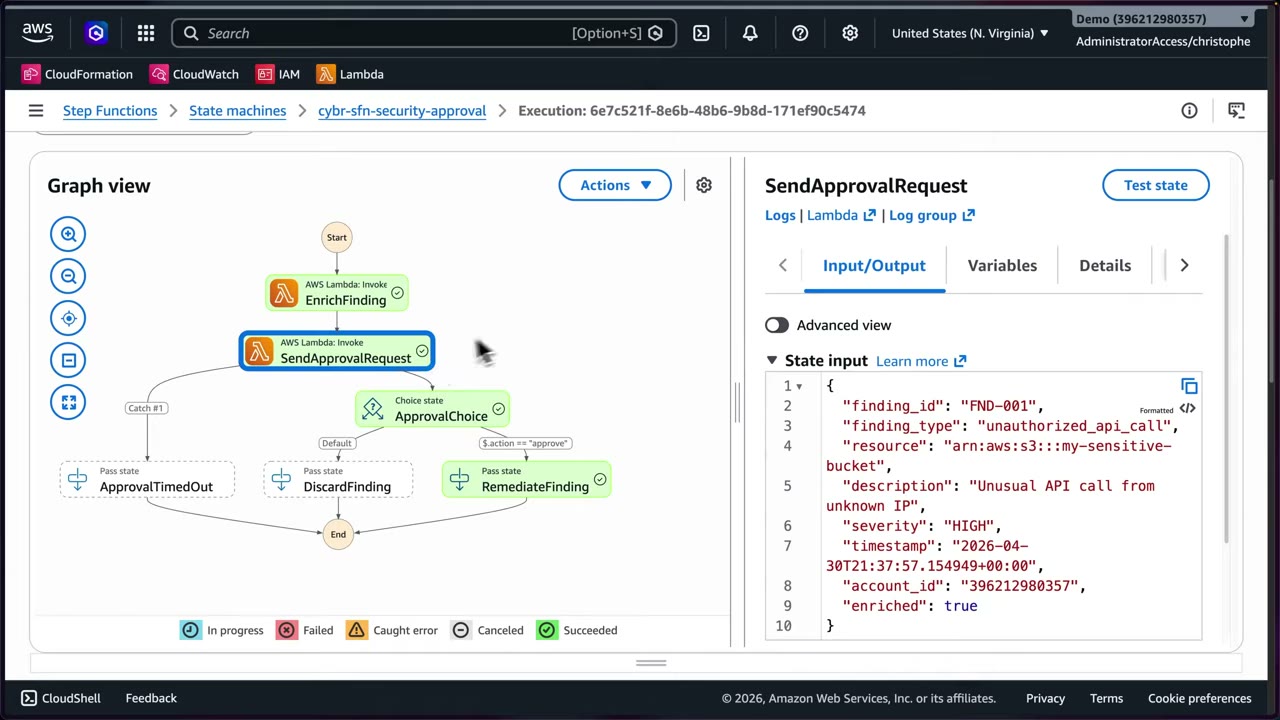 aws
Search
[Option+S]
United States (N. Virginia) ▼
Demo (396212980357) ▼
AdministratorAccess/christophe
CloudFormation
CloudWatch
IAM
Lambda
Step Functions > State machines > cybr-sfn-security-approval > Execution: 6e7c521f-8e6b-48b6-9b8d-171ef90c5474
Graph view
Actions ▼
Start
AWS Lambda: Invoke
EnrichFinding
AWS Lambda: Invoke
SendApprovalRequest
Catch #1
Choice state
ApprovalChoice
Default
$.action == "approve"
Pass state
ApprovalTimedOut
Pass state
DiscardFinding
Pass state
RemediateFinding
End
In progress
Failed
Caught error
Canceled
Succeeded
SendApprovalRequest
Test state
Logs | Lambda | Log group
Input/Output
Variables
Details
Advanced view
▼ State input Learn more
Formatted
1 {
2 "finding_id": "FND-001",
3 "finding_type": "unauthorized_api_call",
4 "resource": "arn:aws:s3:::my-sensitive-
bucket",
5 "description": "Unusual API call from
unknown IP",
6 "severity": "HIGH",
7 "timestamp": "2026-04-
30T21:37:57.154949+00:00",
8 "account_id": "396212980357",
9 "enriched": true
10 }
CloudShell
Feedback
© 2026, Amazon Web Services, Inc. or its affiliates.
Privacy
Terms
Cookie preferences